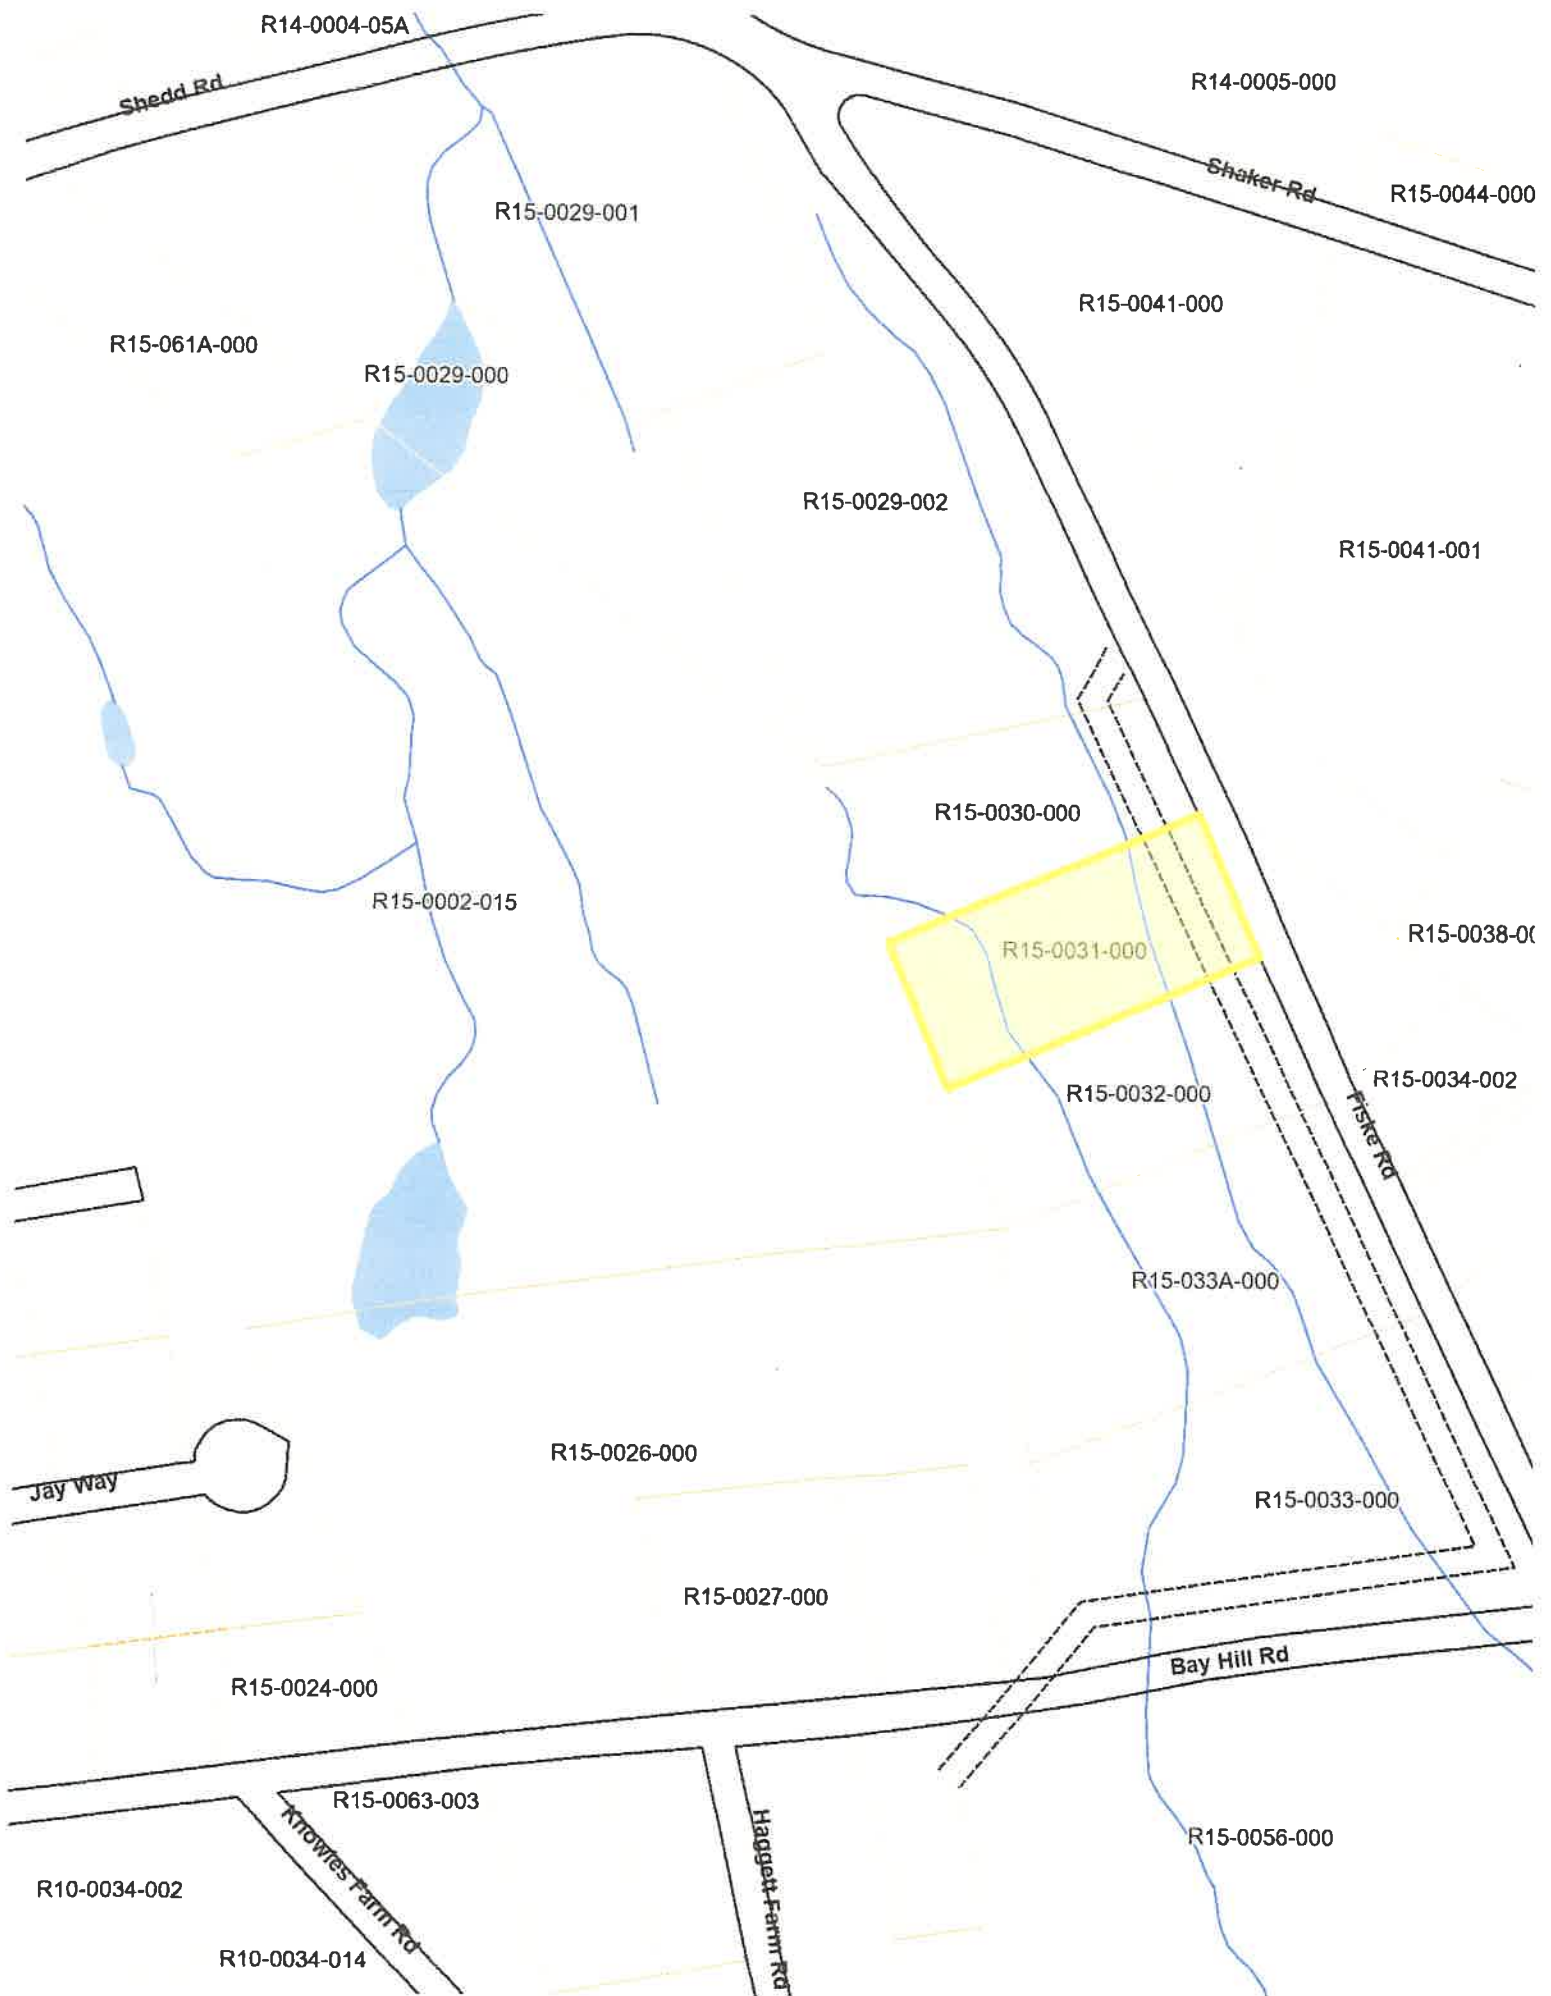 R14-0004-05A
Shedd Rd
R14-0005-000
Shaker Rd
R15-0044-000
R15-0029-001
R15-0041-000
R15-061A-000
R15-0029-000
R15-0029-002
R15-0041-001
R15-0030-000
R15-0002-015
R15-0038-0
R15-0031-000
R15-0034-002
R15-0032-000
Fiske Rd
R15-033A-000
R15-0026-000
Jay Way
R15-0033-000
R15-0027-000
Bay Hill Rd
R15-0024-000
R15-0063-003
Knowles Farm Rd
Haggett Farm Rd
R15-0056-000
R10-0034-002
R10-0034-014